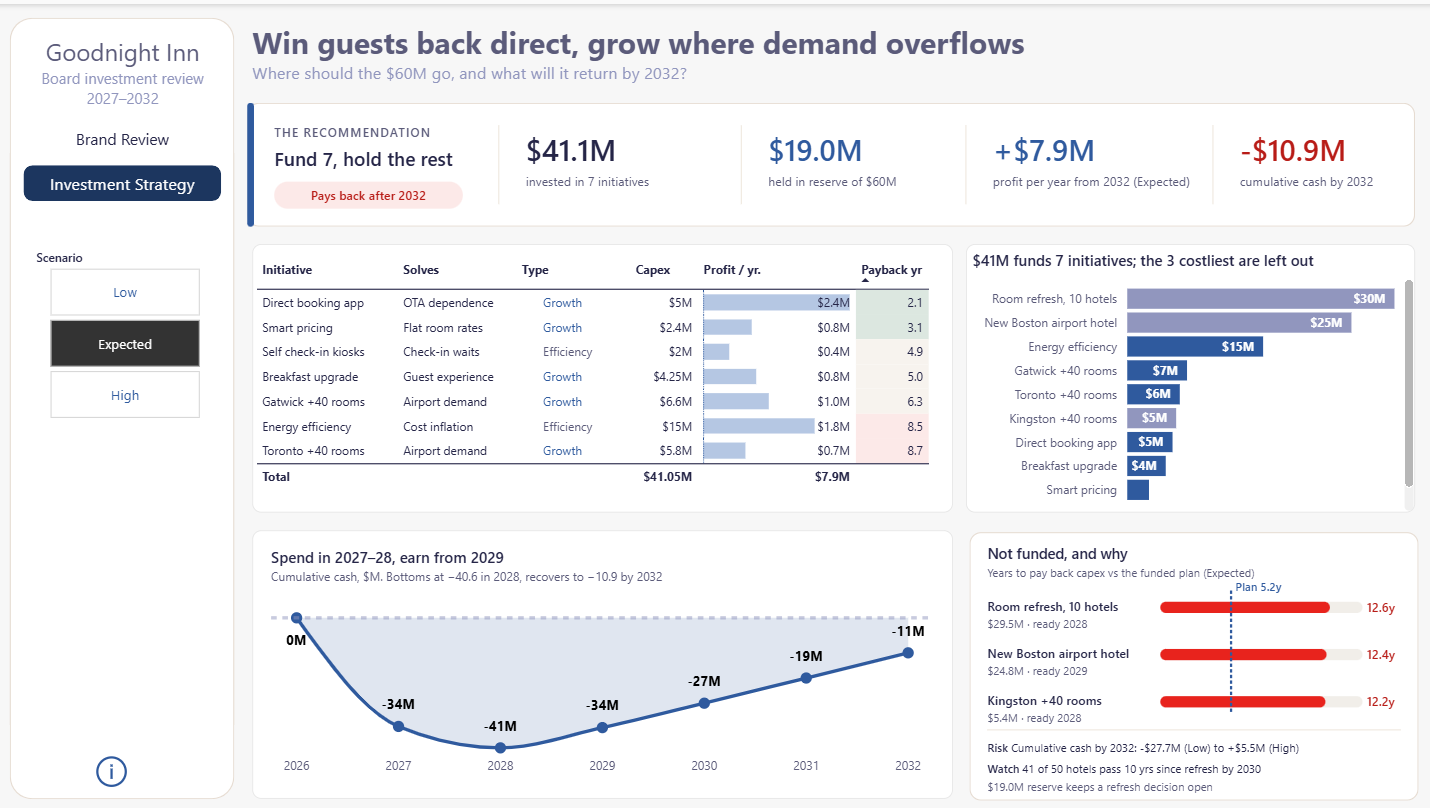 Goodnight Inn
Board investment review
2027–2032
Brand Review
Investment Strategy
Scenario
Low
Expected
High
i
Win guests back direct, grow where demand overflows
Where should the $60M go, and what will it return by 2032?
THE RECOMMENDATION
Fund 7, hold the rest
Pays back after 2032
$41.1M
invested in 7 initiatives
$19.0M
held in reserve of $60M
+$7.9M
profit per year from 2032 (Expected)
-$10.9M
cumulative cash by 2032
Initiative Solves Type Capex Profit / yr. Payback yr
Direct booking app OTA dependence Growth $5M $2.4M 2.1
Smart pricing Flat room rates Growth $2.4M $0.8M 3.1
Self check-in kiosks Check-in waits Efficiency $2M $0.4M 4.9
Breakfast upgrade Guest experience Growth $4.25M $0.8M 5.0
Gatwick +40 rooms Airport demand Growth $6.6M $1.0M 6.3
Energy efficiency Cost inflation Efficiency $15M $1.8M 8.5
Toronto +40 rooms Airport demand Growth $5.8M $0.7M 8.7
Total $41.05M $7.9M
$41M funds 7 initiatives; the 3 costliest are left out
Room refresh, 10 hotels $30M
New Boston airport hotel $25M
Energy efficiency $15M
Gatwick +40 rooms $7M
Toronto +40 rooms $6M
Kingston +40 rooms $5M
Direct booking app $5M
Breakfast upgrade $4M
Smart pricing
Spend in 2027–28, earn from 2029
Cumulative cash, $M. Bottoms at −40.6 in 2028, recovers to −10.9 by 2032
0M
-34M
-41M
-34M
-27M
-19M
-11M
2026 2027 2028 2029 2030 2031 2032
Not funded, and why
Years to pay back capex vs the funded plan (Expected)
Plan 5.2y
Room refresh, 10 hotels 12.6y
$29.5M · ready 2028
New Boston airport hotel 12.4y
$24.8M · ready 2029
Kingston +40 rooms 12.2y
$5.4M · ready 2028
Risk Cumulative cash by 2032: -$27.7M (Low) to +$5.5M (High)
Watch 41 of 50 hotels pass 10 yrs since refresh by 2030
$19.0M reserve keeps a refresh decision open